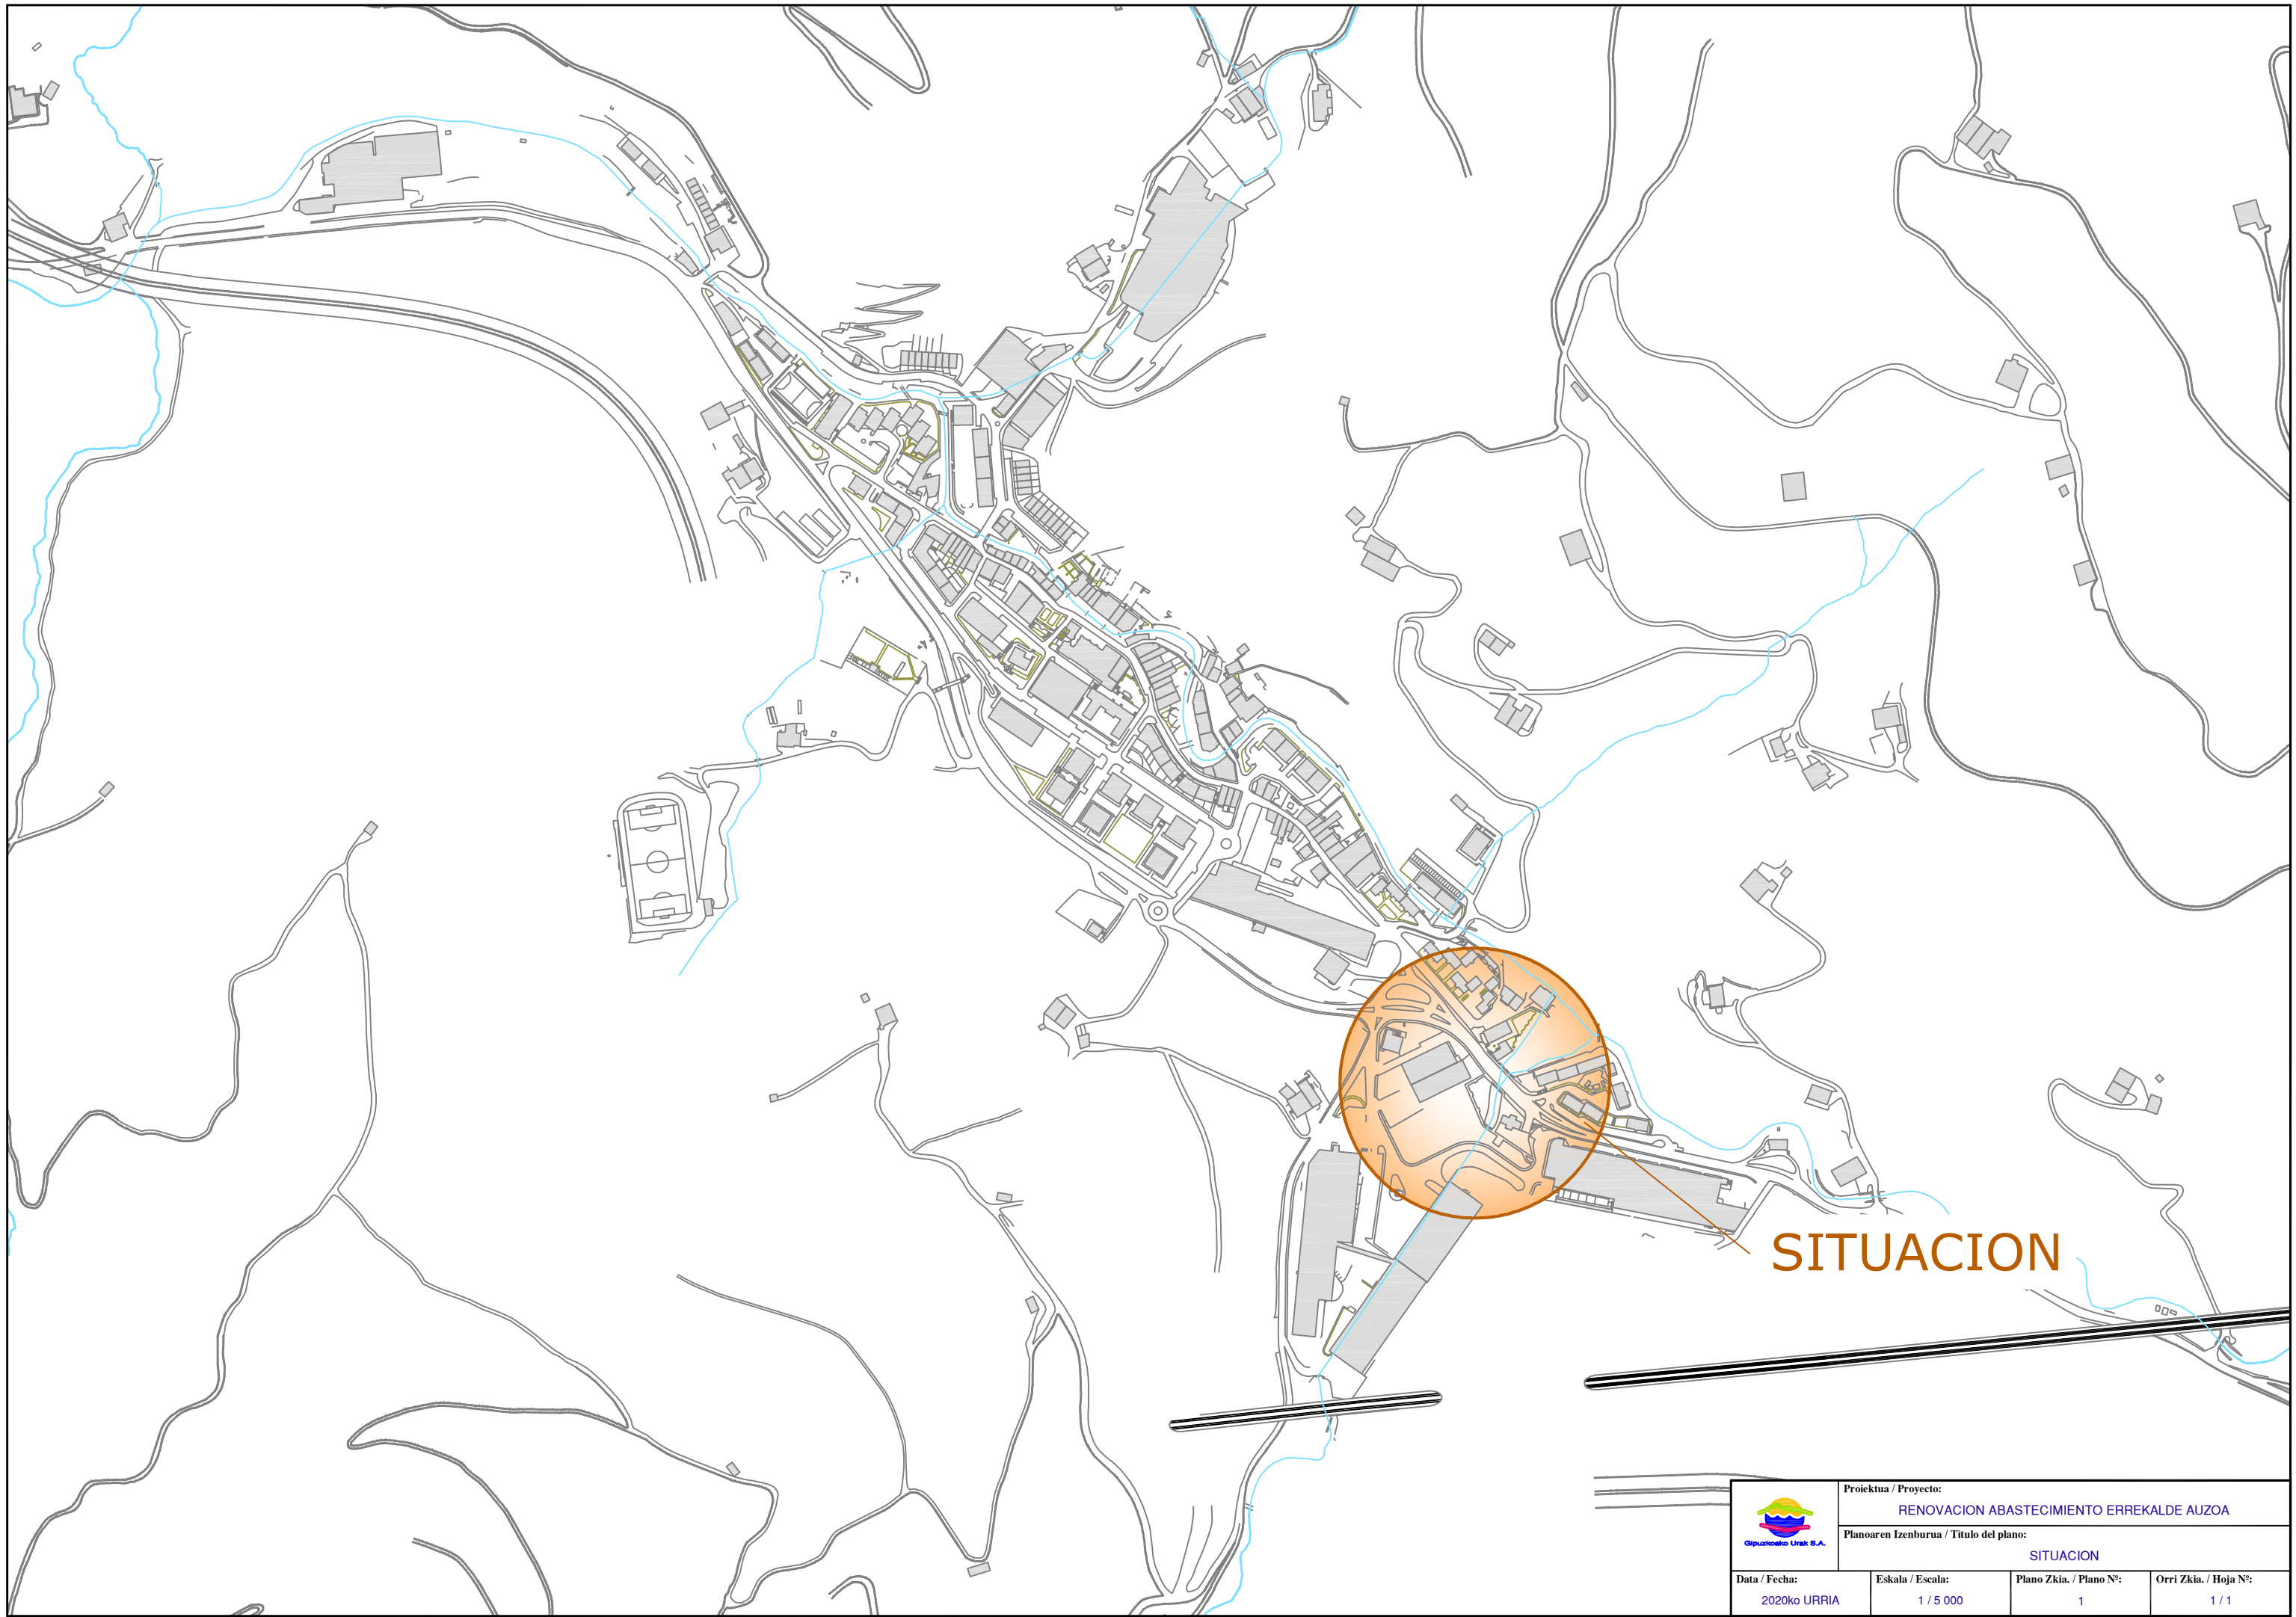 SITUACION
Gipuzkoako Urak S.A.
Proiektua / Proyecto:
RENOVACION ABASTECIMIENTO ERREKALDE AUZOA
Planoaren Izenburua / Titulo del plano:
SITUACION
Data / Fecha:
2020ko URRIA
Eskala / Escala:
1 / 5 000
Plano Zkia. / Plano Nº:
1
Orri Zkia. / Hoja Nº:
1 / 1